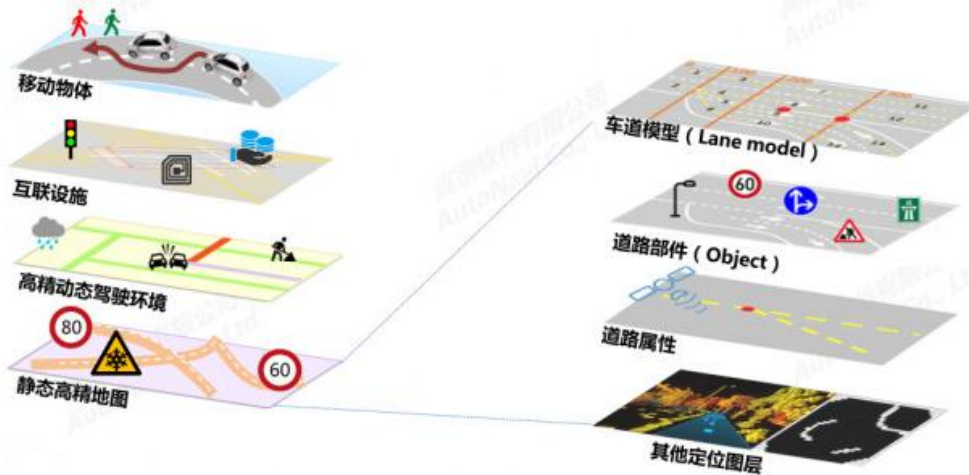 移动物体
互联设施
高精动态驾驶环境
80
60
静态高精地图
车道模型（Lane model）
60
道路部件（Object）
道路属性
其他定位图层